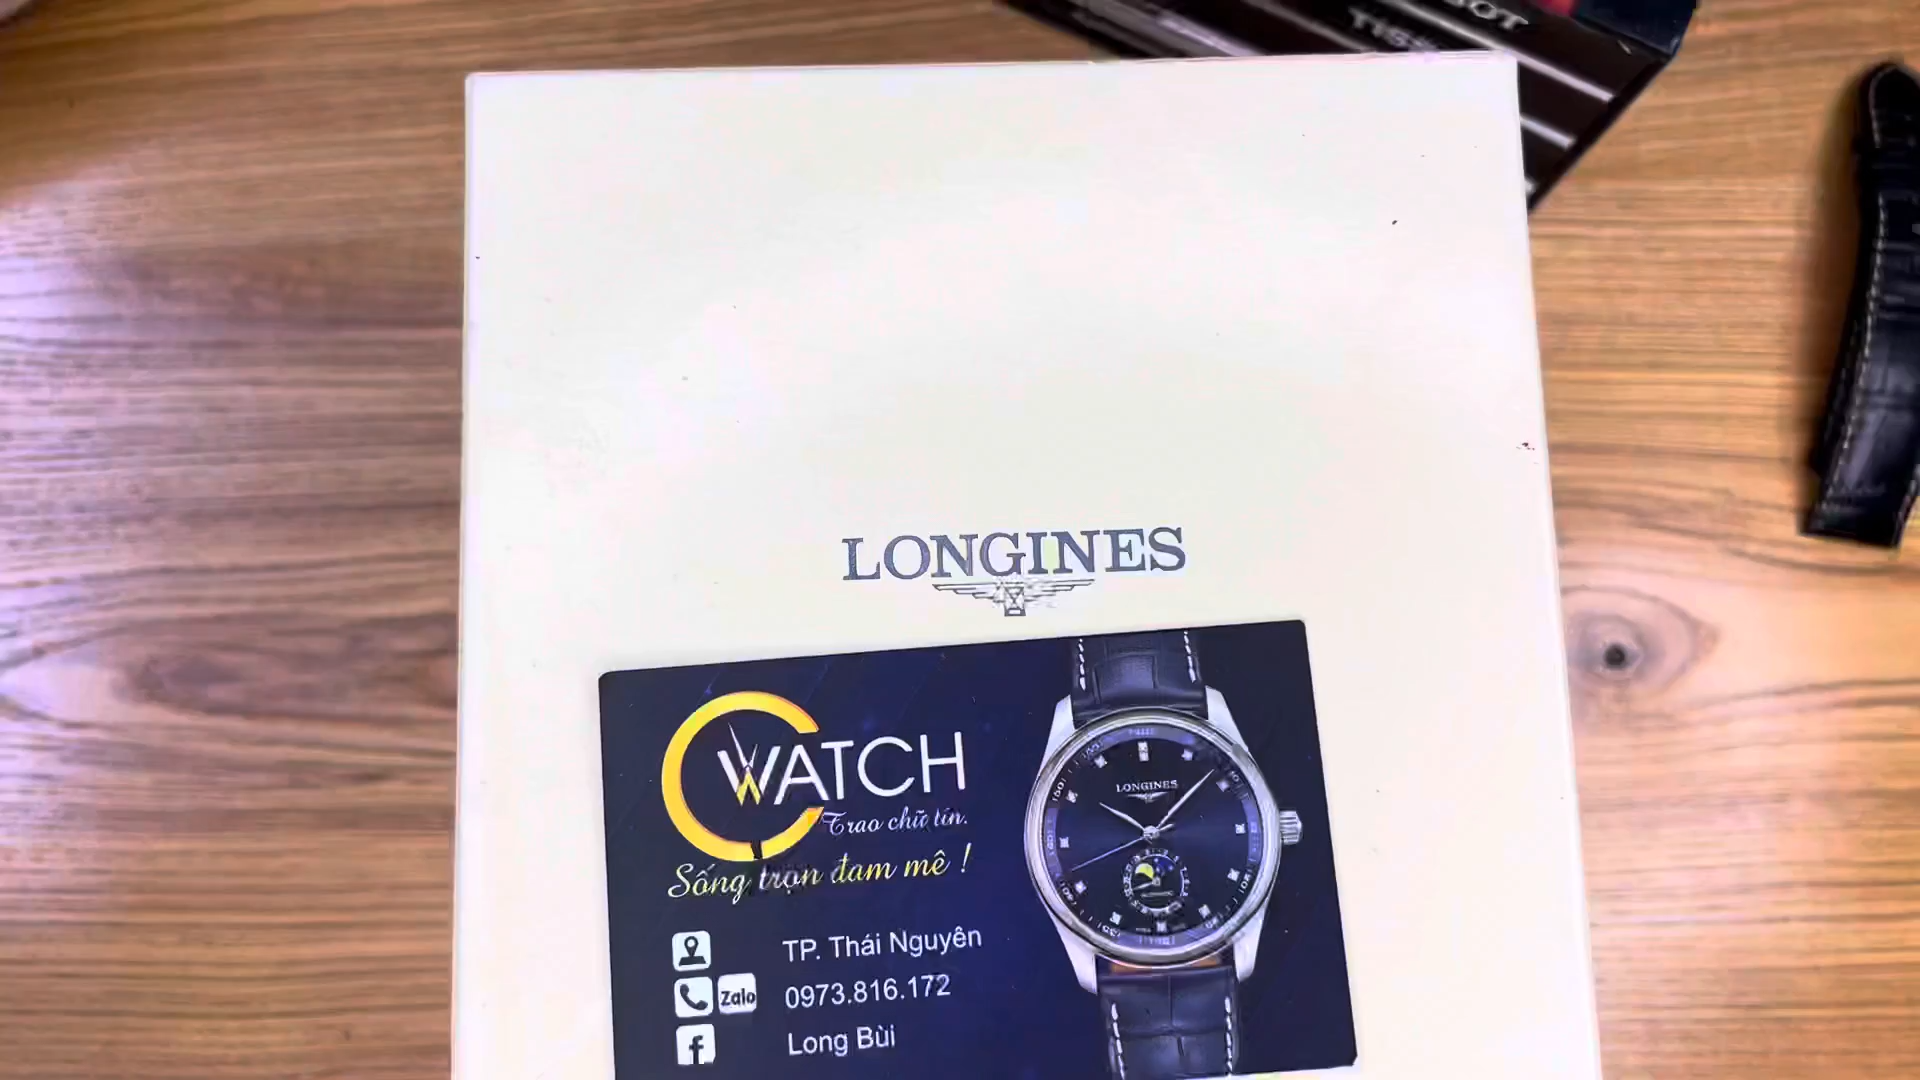 TISSOT
LONGINES
WATCH
Trao chữ tín.
Sống trọn đam mê !
LONGINES
TP. Thái Nguyên
Zalo
0973.816.172
f
Long Bùi